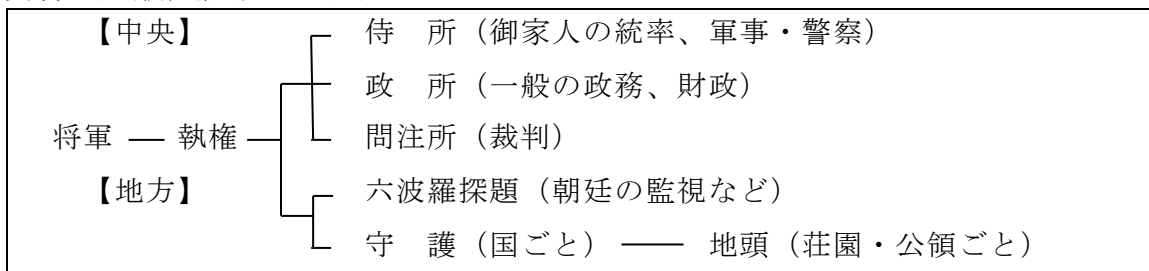 【中央】 侍 所(御家人の統率、軍事・警察)
政 所(一般の政務、財政)
将軍 ― 執権 問注所(裁判)
【地方】 六波羅探題(朝廷の監視など)
守 護(国ごと) ―― 地頭(荘園・公領ごと)